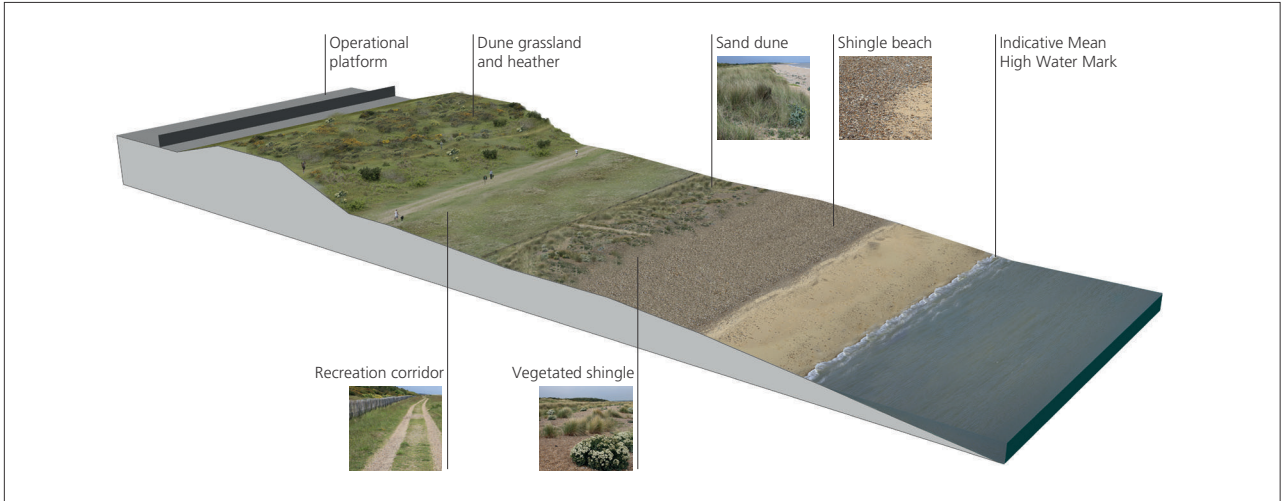 Operational
platform
Dune grassland
and heather
Sand dune
Shingle beach
Indicative Mean
High Water Mark
Recreation corridor
Vegetated shingle